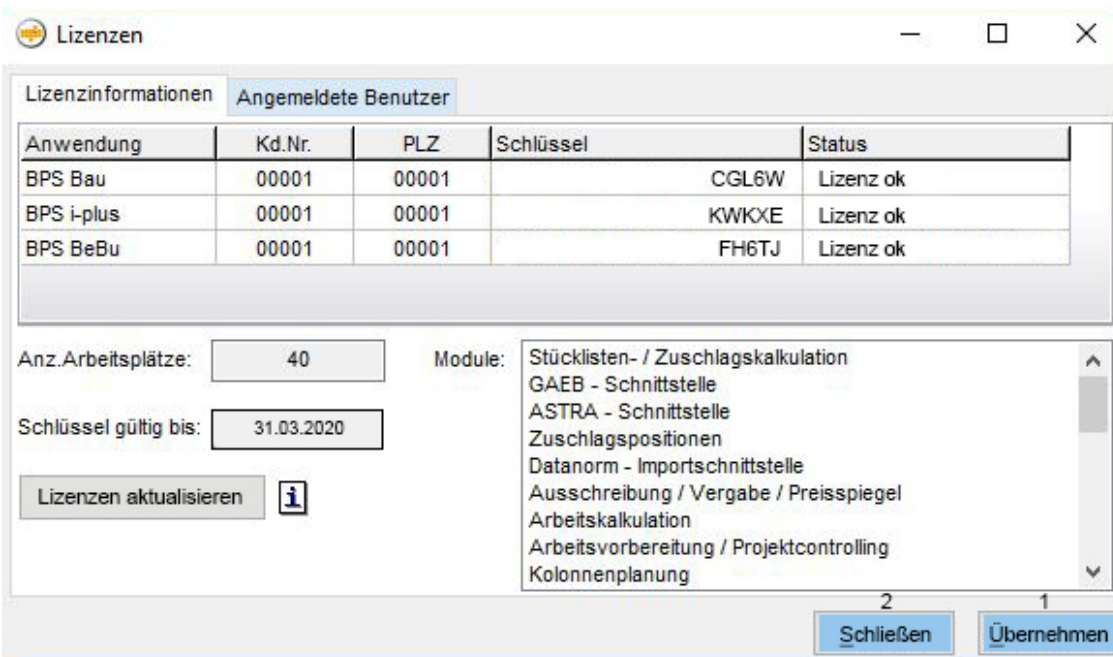 Lizenzen
Lizenzinformationen Angemeldete Benutzer
Anwendung Kd.Nr. PLZ Schlüssel Status
BPS Bau 00001 00001 CGL6W Lizenz ok
BPS i-plus 00001 00001 KWKXE Lizenz ok
BPS BeBu 00001 00001 FH6TJ Lizenz ok
Anz.Arbeitsplätze: 40 Module:
Stücklisten- / Zuschlagskalkulation
GAEB - Schnittstelle
ASTRA - Schnittstelle
Schlüssel gültig bis: 31.03.2020
Zuschlagspositionen
Datanorm - Importschnittstelle
Lizenzen aktualisieren i
Ausschreibung / Vergabe / Preisspiegel
Arbeitskalkulation
Arbeitsvorbereitung / Projektcontrolling
Kolonnenplanung
2 1
Schließen Übernehmen